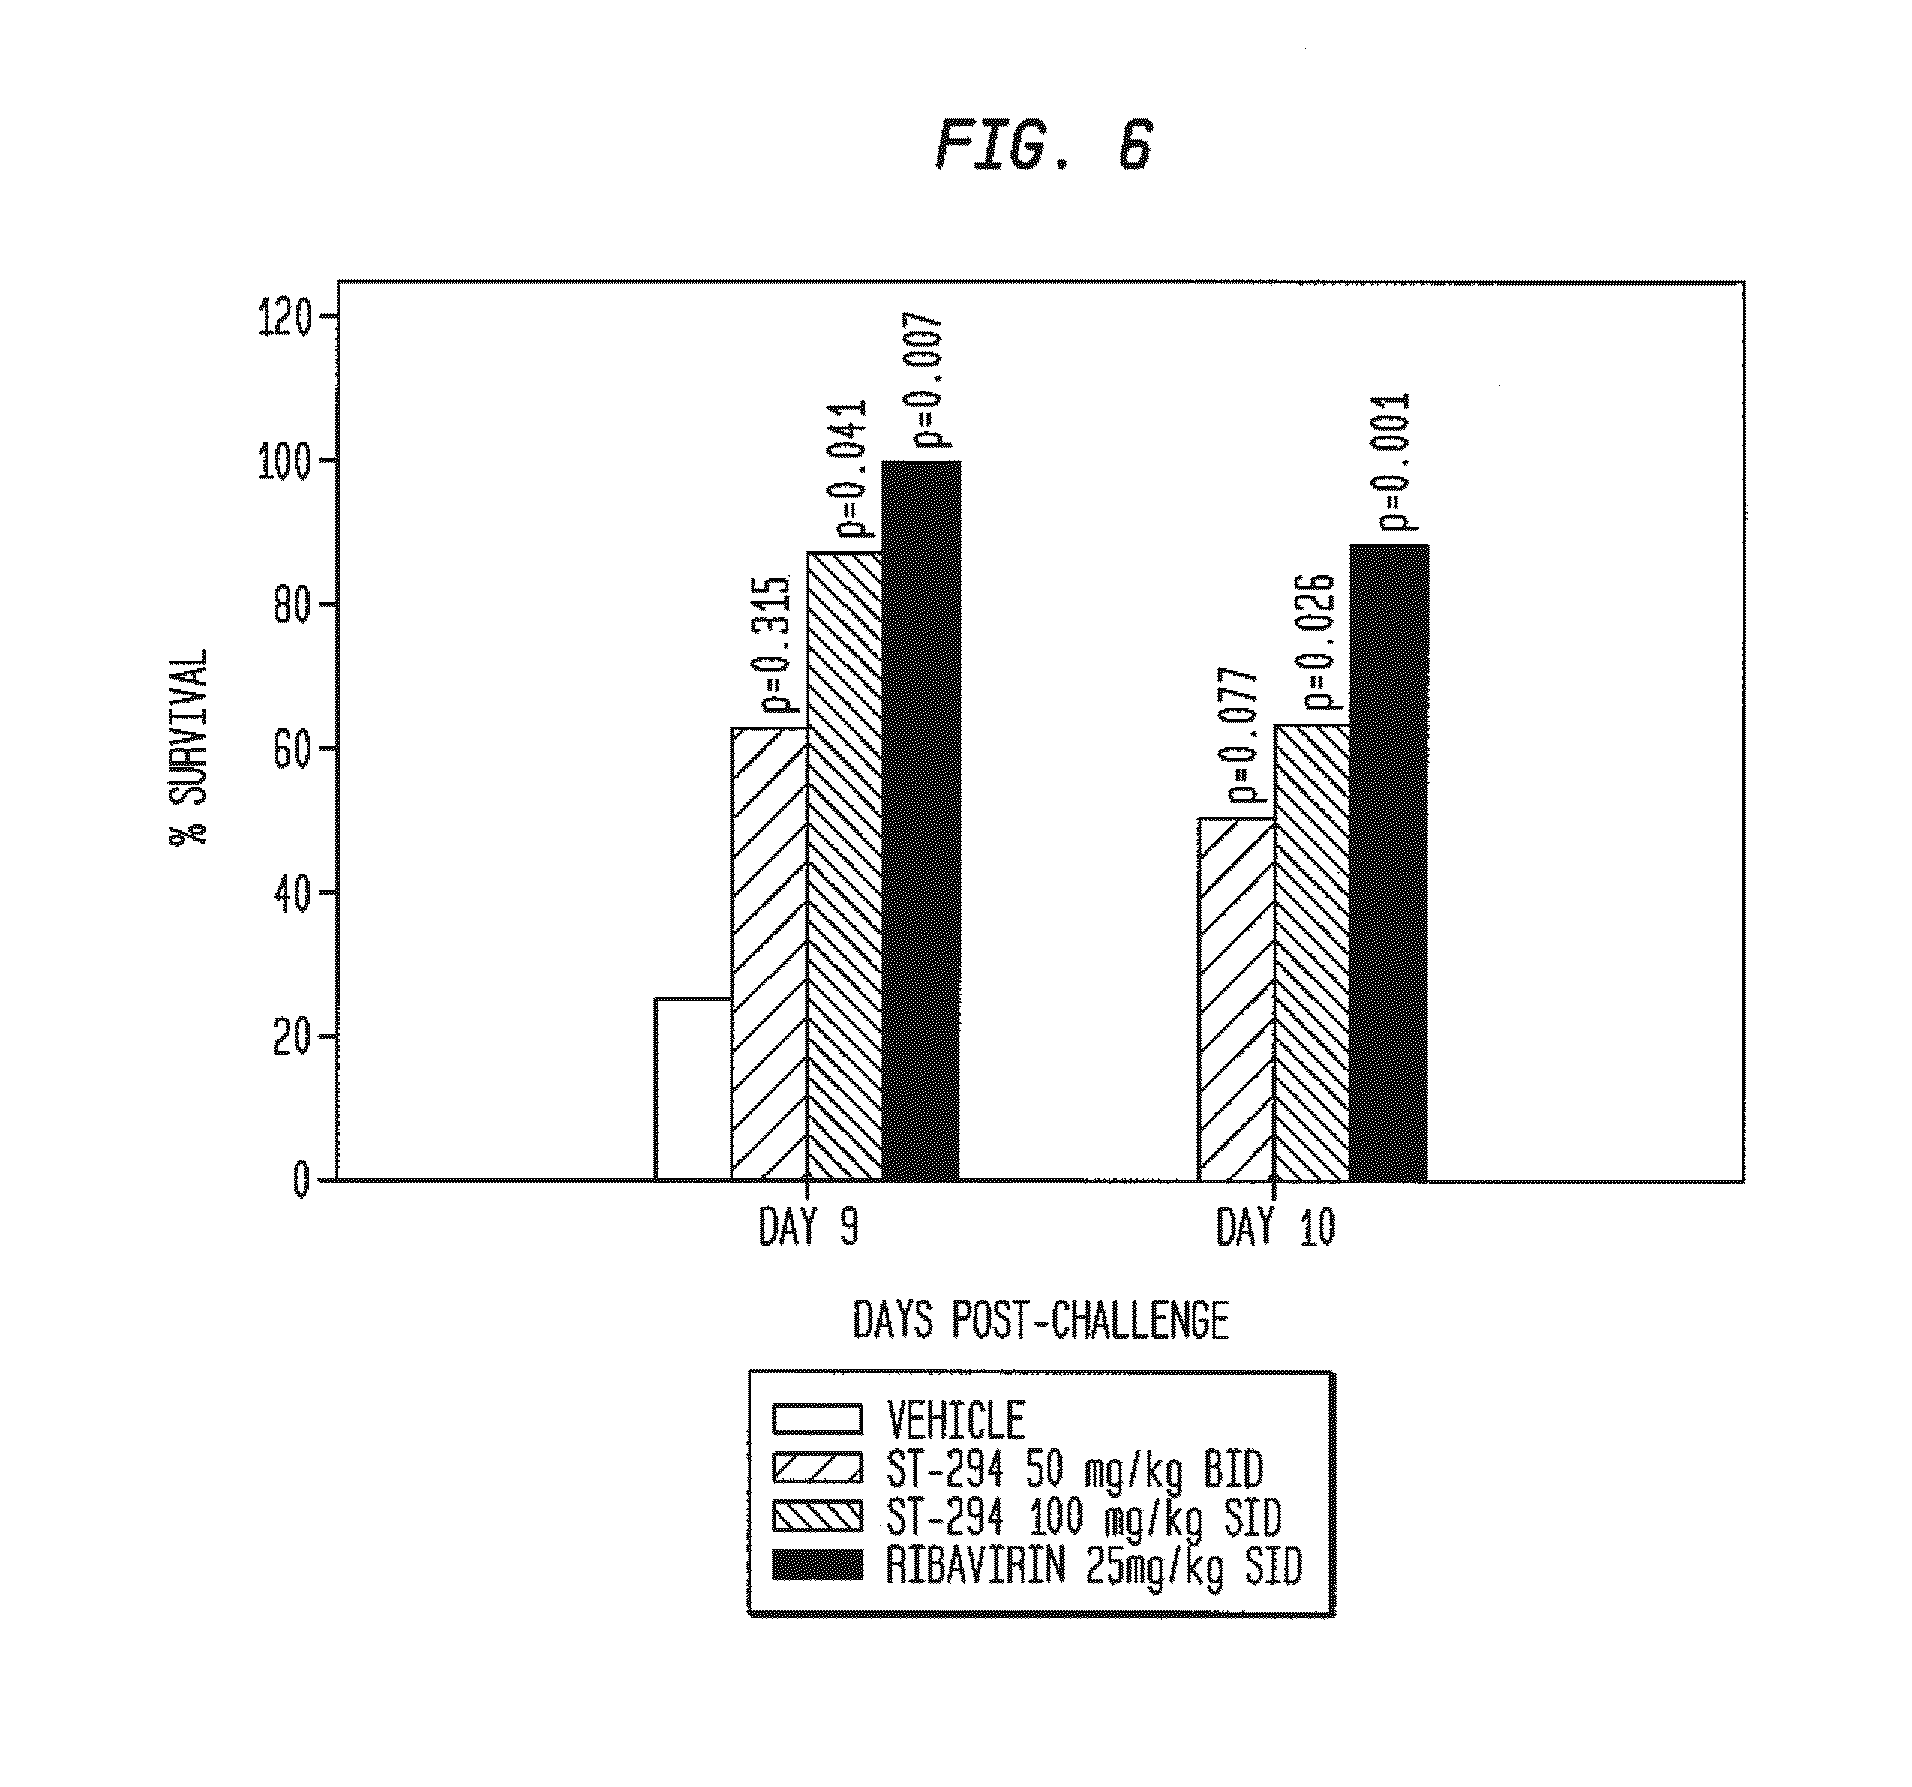 FIG. 6
120
100
80
60
40
20
0
% SURVIVAL
p=0.315
p=0.041
p=0.007
p=0.077
p=0.026
p=0.001
DAY 9
DAY 10
DAYS POST-CHALLENGE
VEHICLE
ST-294 50 mg/kg BID
ST-294 100 mg/kg SID
RIBAVIRIN 25mg/kg SID